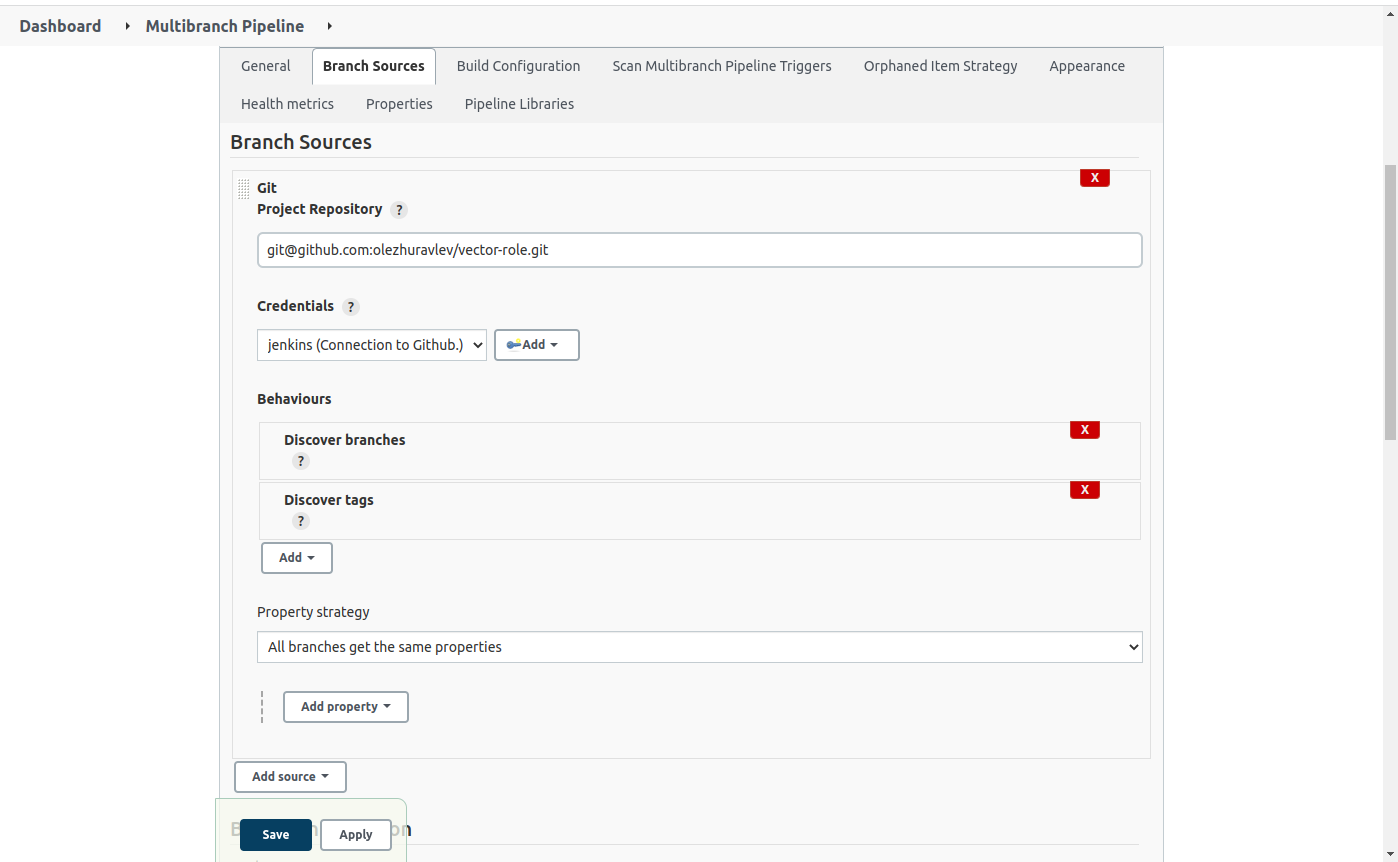 Dashboard Multibranch Pipeline
General Branch Sources Build Configuration Scan Multibranch Pipeline Triggers Orphaned Item Strategy Appearance
Health metrics Properties Pipeline Libraries
Branch Sources
Git X
Project Repository ?
git@github.com:olezhuravlev/vector-role.git
Credentials ?
jenkins (Connection to Github.) Add
Behaviours
Discover branches X
?
Discover tags X
?
Add
Property strategy
All branches get the same properties
Add property
Add source
Save Apply